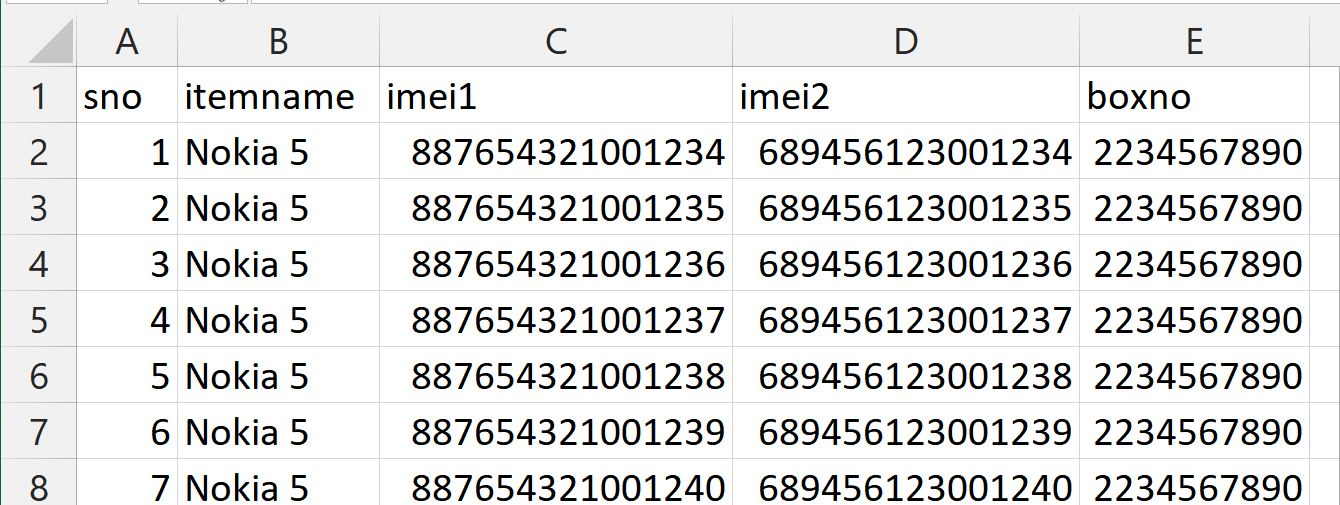 A B C D E
1 sno itemname imei1 imei2 boxno
2 1 Nokia 5 887654321001234 689456123001234 2234567890
3 2 Nokia 5 887654321001235 689456123001235 2234567890
4 3 Nokia 5 887654321001236 689456123001236 2234567890
5 4 Nokia 5 887654321001237 689456123001237 2234567890
6 5 Nokia 5 887654321001238 689456123001238 2234567890
7 6 Nokia 5 887654321001239 689456123001239 2234567890
8 7 Nokia 5 887654321001240 689456123001240 2234567890